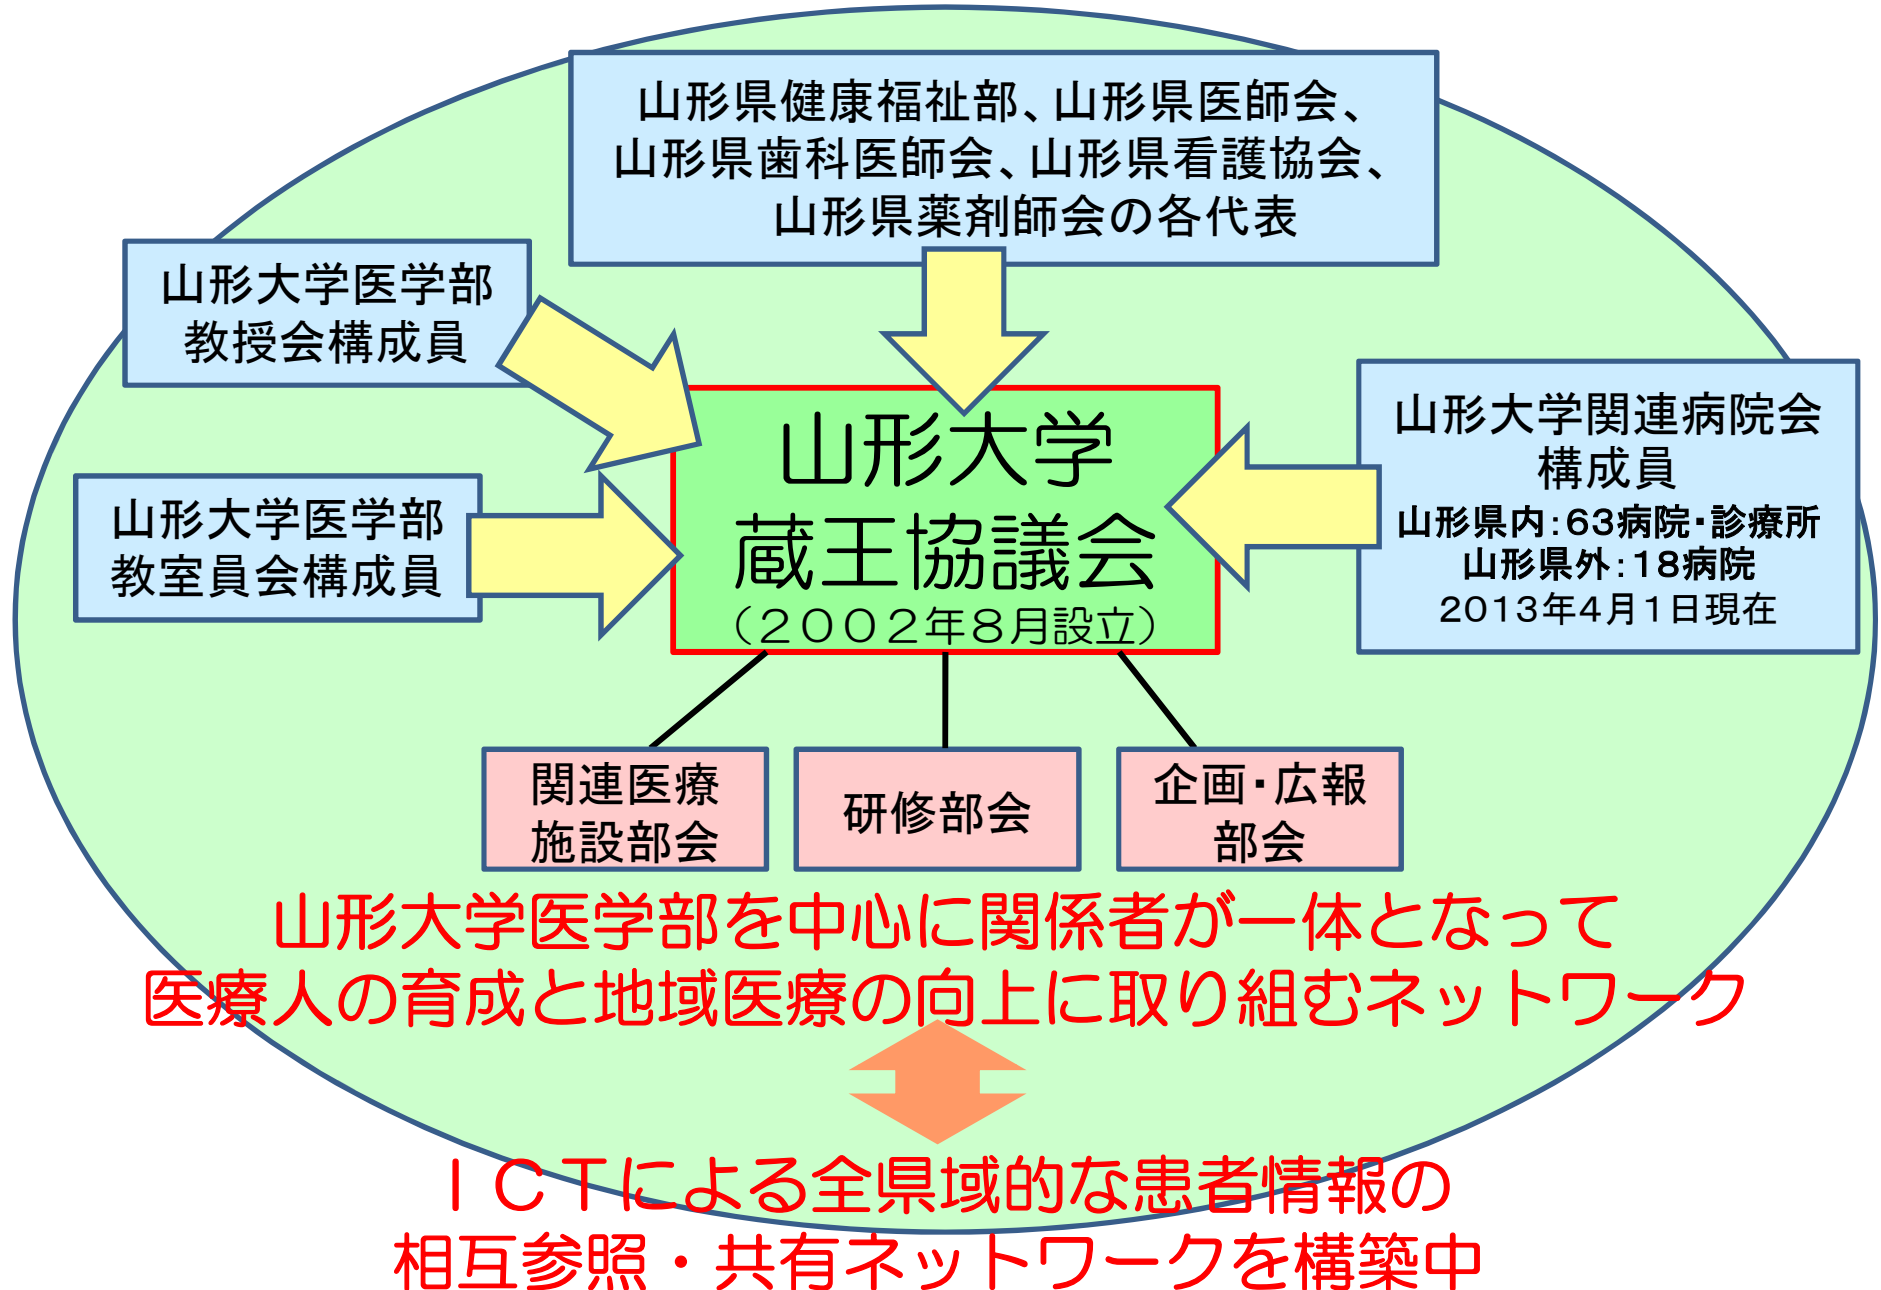 山形県健康福祉部、山形県医師会、
山形県歯科医師会、山形県看護協会、
山形県薬剤師会の各代表
山形大学医学部
教授会構成員
山形大学医学部
教室員会構成員
山形大学
蔵王協議会
（２００２年８月設立）
山形大学関連病院会
構成員
山形県内：６３病院・診療所
山形県外：１８病院
２０１３年４月１日現在
関連医療
施設部会
研修部会
企画・広報
部会
山形大学医学部を中心に関係者が一体となって
医療人の育成と地域医療の向上に取り組むネットワーク
ＩＣＴによる全県域的な患者情報の
相互参照・共有ネットワークを構築中